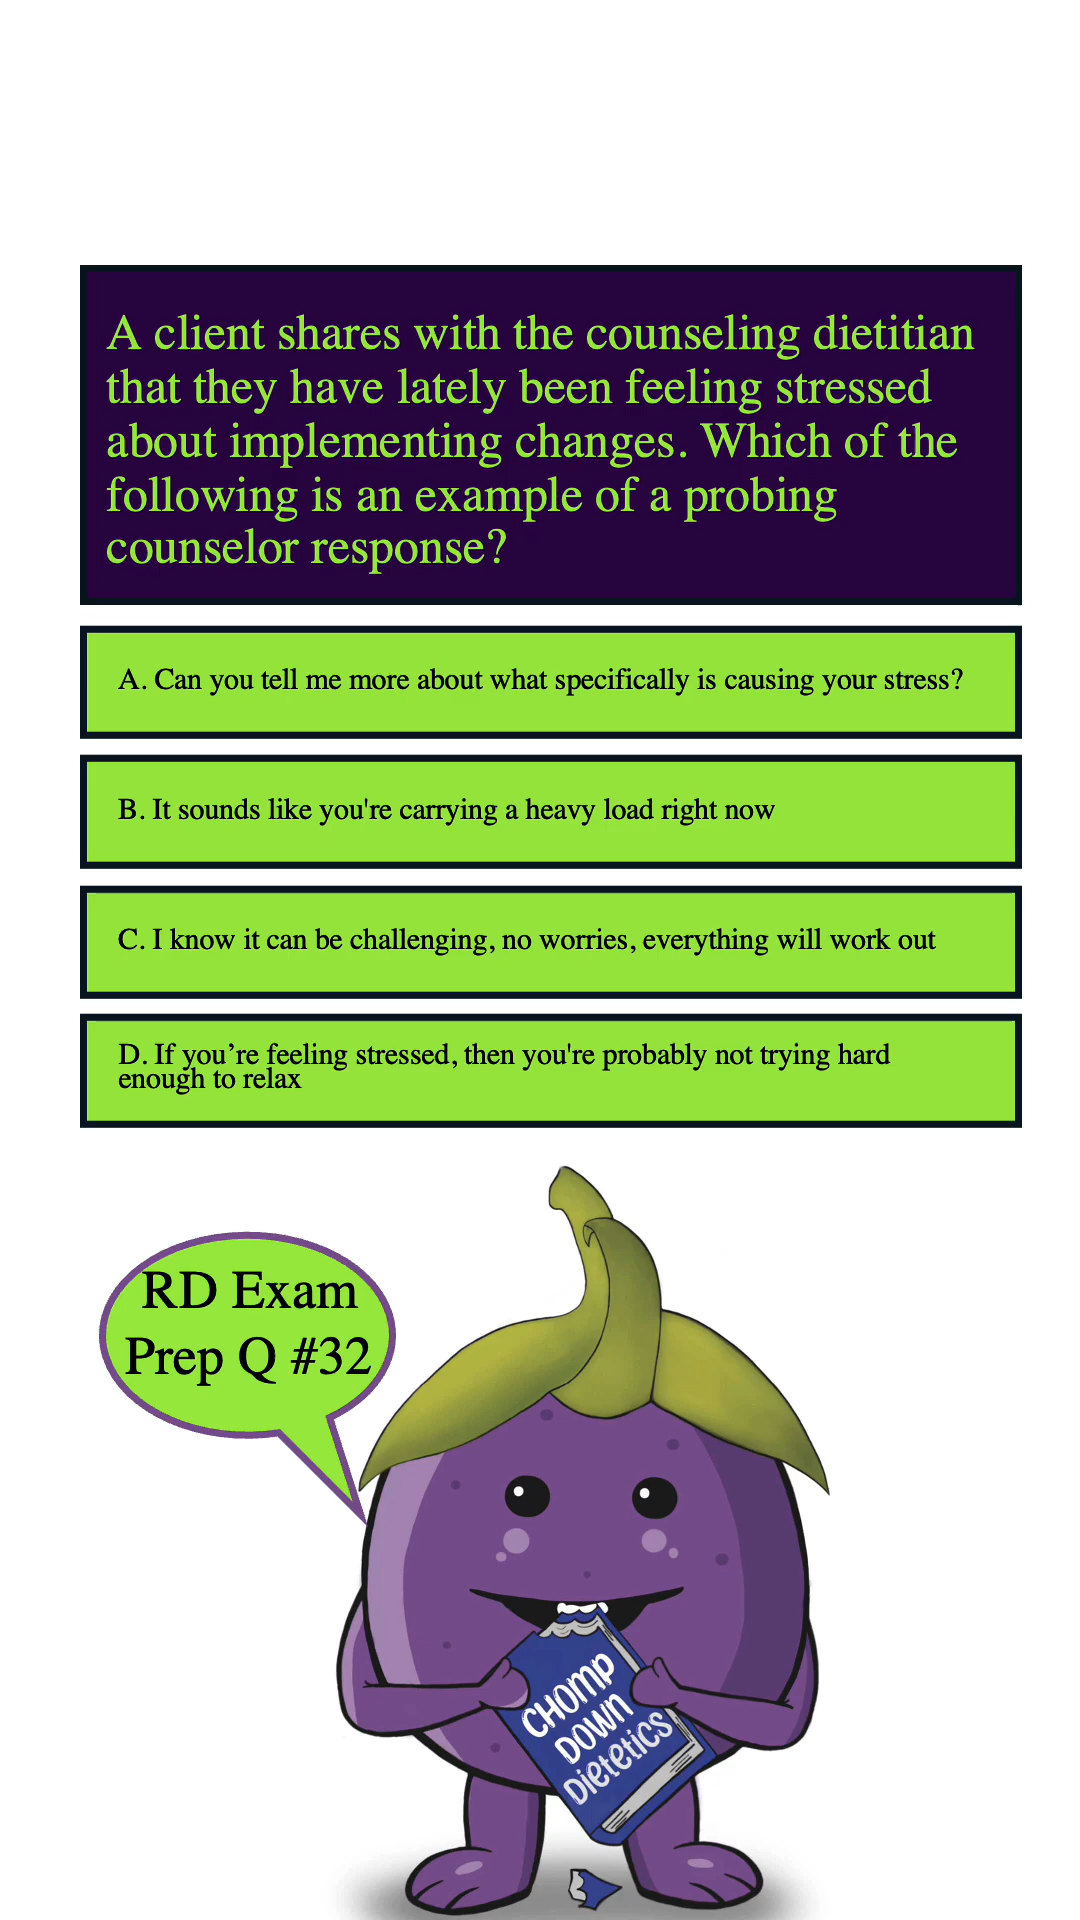 A client shares with the counseling dietitian
that they have lately been feeling stressed
about implementing changes. Which of the
following is an example of a probing
counselor response?
A. Can you tell me more about what specifically is causing your stress?
B. It sounds like you're carrying a heavy load right now
C. I know it can be challenging, no worries, everything will work out
D. If you’re feeling stressed, then you're probably not trying hard
enough to relax
RD Exam
Prep Q #32
CHOMP
DOWN
Dietetics